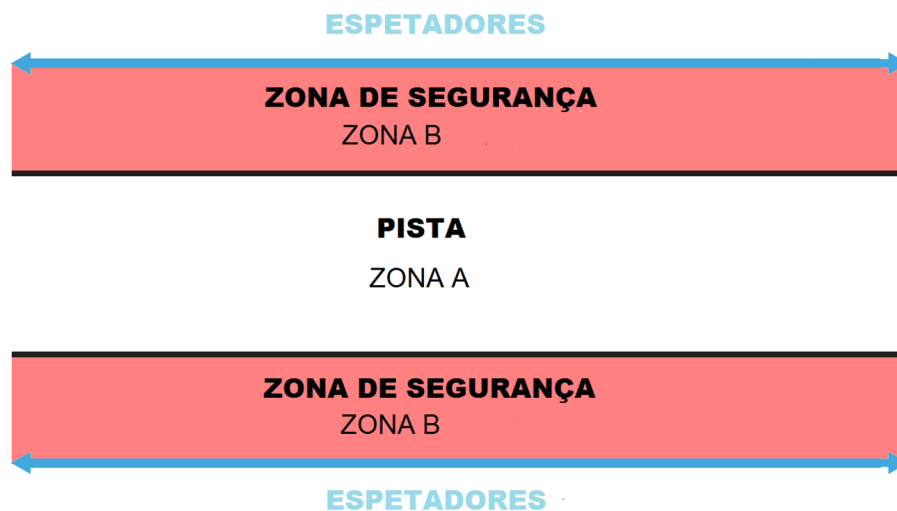 ESPETADORES
ZONA DE SEGURANÇA
ZONA B
PISTA
ZONA A
ZONA DE SEGURANÇA
ZONA B
ESPETADORES